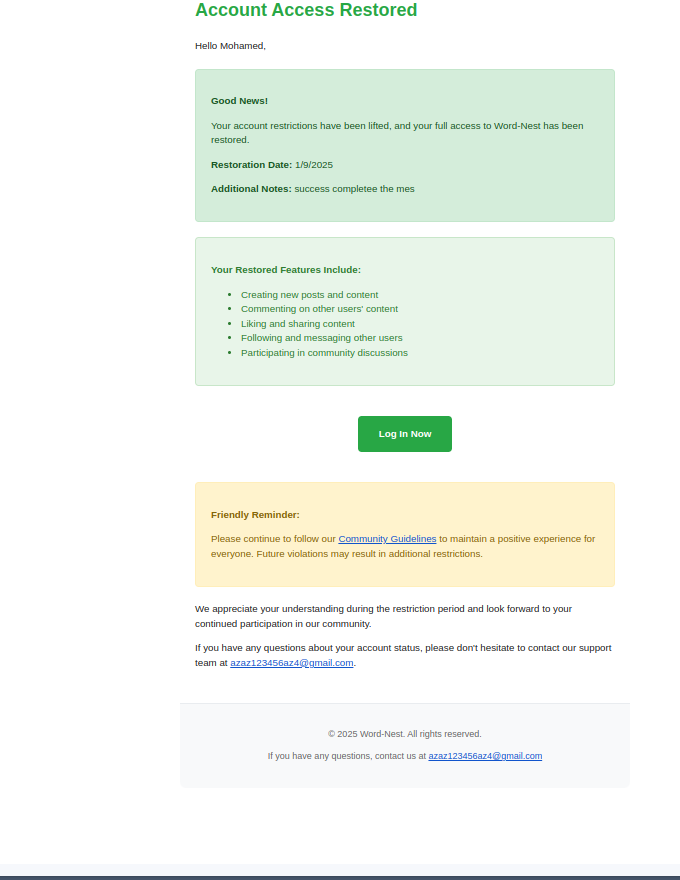 Account Access Restored
Hello Mohamed,
Good News!
Your account restrictions have been lifted, and your full access to Word-Nest has been
restored.
Restoration Date: 1/9/2025
Additional Notes: success completee the mes
Your Restored Features Include:
• Creating new posts and content
• Commenting on other users' content
• Liking and sharing content
• Following and messaging other users
• Participating in community discussions
Log In Now
Friendly Reminder:
Please continue to follow our Community Guidelines to maintain a positive experience for
everyone. Future violations may result in additional restrictions.
We appreciate your understanding during the restriction period and look forward to your
continued participation in our community.
If you have any questions about your account status, please don't hesitate to contact our support
team at azaz123456az4@gmail.com.
© 2025 Word-Nest. All rights reserved.
If you have any questions, contact us at azaz123456az4@gmail.com